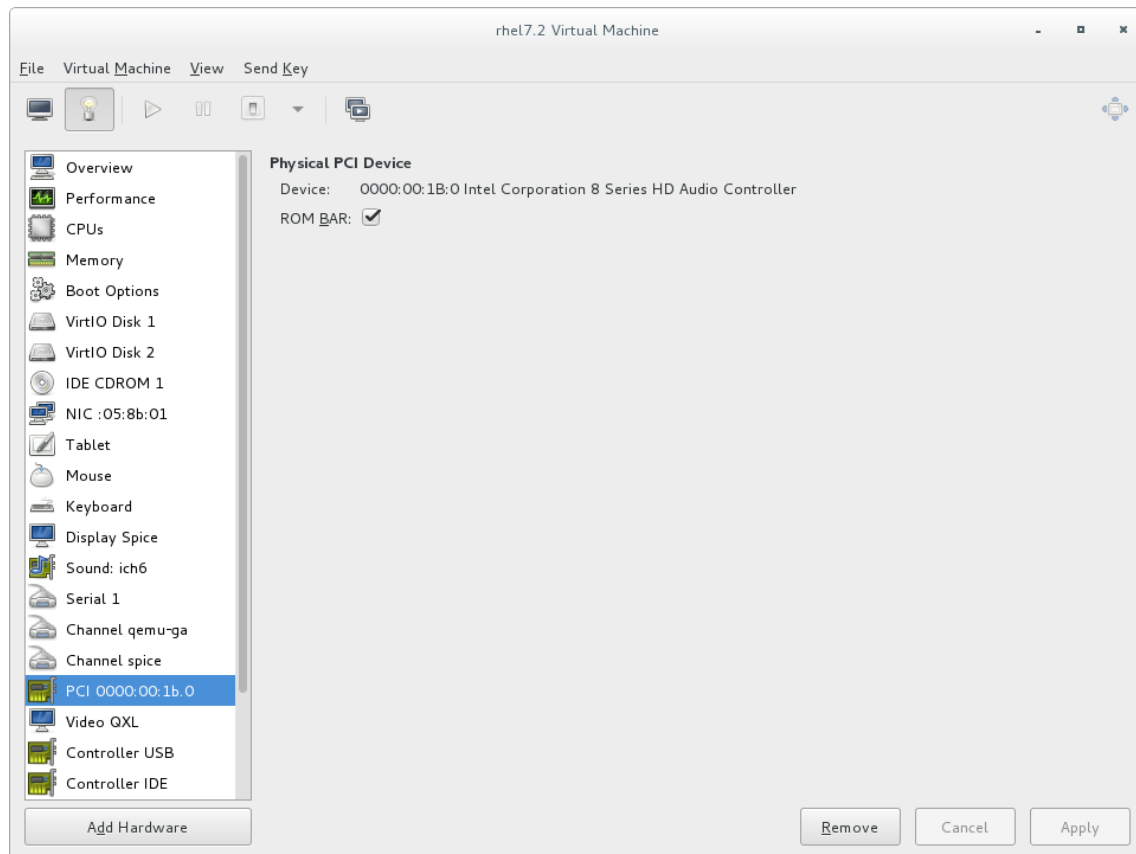 rhel7.2 Virtual Machine
File Virtual Machine View Send Key
Overview
Performance
CPUs
Memory
Boot Options
VirtIO Disk 1
VirtIO Disk 2
IDE CDROM 1
NIC :05:8b:01
Tablet
Mouse
Keyboard
Display Spice
Sound: ich6
Serial 1
Channel qemu-ga
Channel spice
PCI 0000:00:1b.0
Video QXL
Controller USB
Controller IDE
Add Hardware
Physical PCI Device
Device: 0000:00:1B:0 Intel Corporation 8 Series HD Audio Controller
ROM BAR:
Remove Cancel Apply